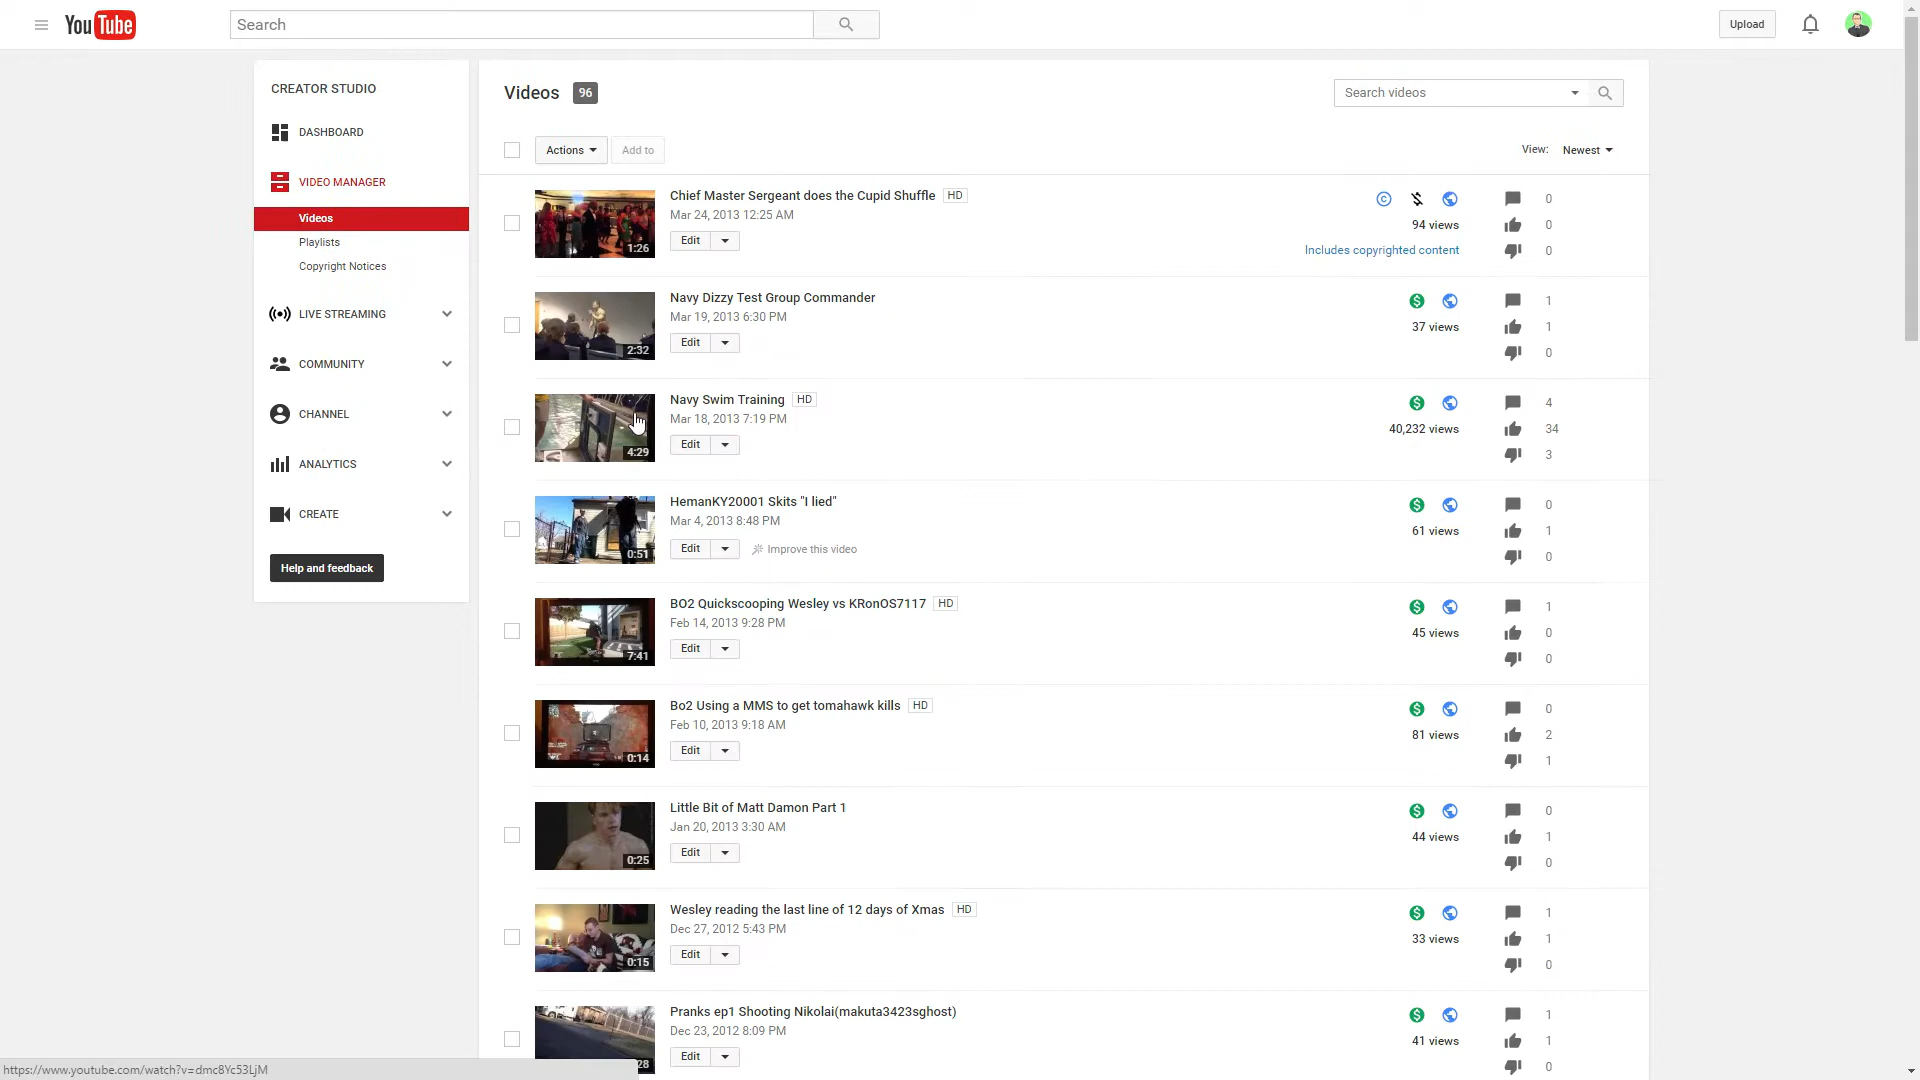 YouTube
Search
Upload
CREATOR STUDIO
DASHBOARD
VIDEO MANAGER
Videos
Playlists
Copyright Notices
LIVE STREAMING
COMMUNITY
CHANNEL
ANALYTICS
CREATE
Help and feedback
Videos 96
Search videos
Actions Add to
View: Newest
Chief Master Sergeant does the Cupid Shuffle HD
Mar 24, 2013 12:25 AM
Edit
1:26
94 views
Includes copyrighted content
0
0
0
Navy Dizzy Test Group Commander
Mar 19, 2013 6:30 PM
Edit
2:32
37 views
1
1
0
Navy Swim Training HD
Mar 18, 2013 7:19 PM
Edit
4:29
40,232 views
4
34
3
HemanKY20001 Skits "I lied"
Mar 4, 2013 8:48 PM
Edit Improve this video
0:51
61 views
0
1
0
BO2 Quickscooping Wesley vs KRonOS7117 HD
Feb 14, 2013 9:28 PM
Edit
7:41
45 views
1
0
0
Bo2 Using a MMS to get tomahawk kills HD
Feb 10, 2013 9:18 AM
Edit
0:14
81 views
0
2
1
Little Bit of Matt Damon Part 1
Jan 20, 2013 3:30 AM
Edit
0:25
44 views
0
1
0
Wesley reading the last line of 12 days of Xmas HD
Dec 27, 2012 5:43 PM
Edit
0:15
33 views
1
1
0
Pranks ep1 Shooting Nikolai(makuta3423sghost)
Dec 23, 2012 8:09 PM
Edit
28
41 views
1
1
0
https://www.youtube.com/watch?v=dmc8Yc53LjM